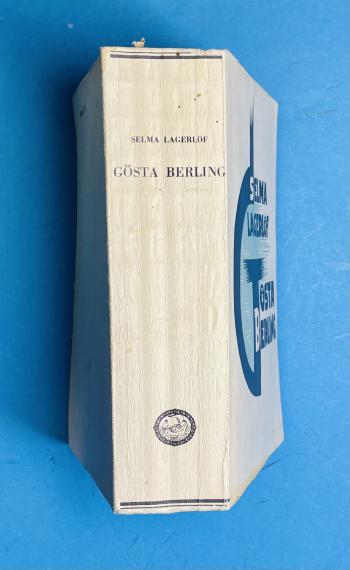 SELMA LAGERLÖF
GÖSTA BERLING
SELMA
LAGERLÖF
GÖSTA
BERLING